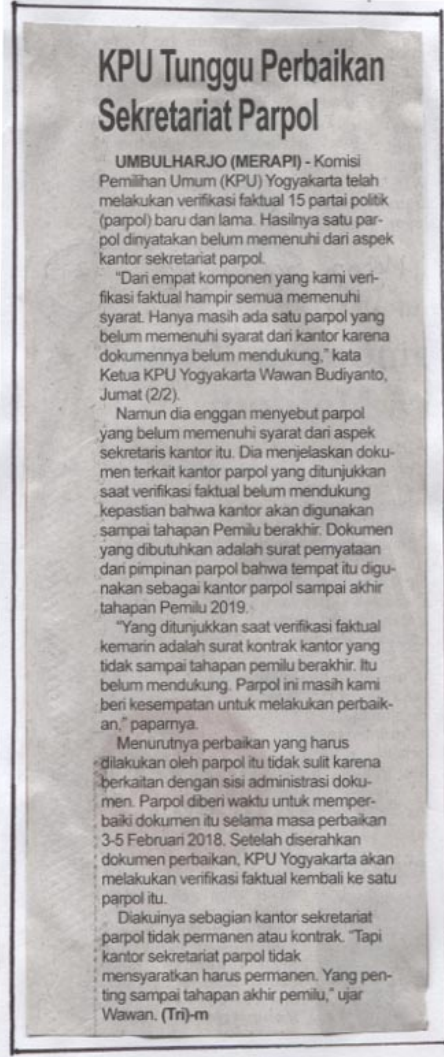 KPU Tunggu Perbaikan
Sekretariat Parpol
UMBULHARJO (MERAPI) - Komisi
Pemilihan Umum (KPU) Yogyakarta telah
melakukan verifikasi faktual 15 partai politik
(parpol) baru dan lama. Hasilnya satu par-
pol dinyatakan belum memenuhi dari aspek
kantor sekretariat parpol.
"Dari empat komponen yang kami veri-
fikasi faktual hampir semua memenuhi
syarat. Hanya masih ada satu parpol yang
belum memenuhi syarat dari kantor karena
dokumennya belum mendukung," kata
Ketua KPU Yogyakarta Wawan Budiyanto,
Jumat (2/2).
Namun dia enggan menyebut parpol
yang belum memenuhi syarat dari aspek
sekretaris kantor itu. Dia menjelaskan doku-
men terkait kantor parpol yang ditunjukkan
saat verifikasi faktual belum mendukung
kepastian bahwa kantor akan digunakan
sampai tahapan Pemilu berakhir. Dokumen
yang dibutuhkan adalah surat pernyataan
dari pimpinan parpol bahwa tempat itu digu-
nakan sebagai kantor parpol sampai akhir
tahapan Pemilu 2019.
"Yang ditunjukkan saat verifikasi faktual
kemarin adalah surat kontrak kantor yang
tidak sampai tahapan pemilu berakhir. Itu
belum mendukung. Parpol ini masih kami
beri kesempatan untuk melakukan perbaik-
an," paparnya.
Menurutnya perbaikan yang harus
dilakukan oleh parpol itu tidak sulit karena
berkaitan dengan sisi administrasi doku-
men. Parpol diberi waktu untuk memper-
baiki dokumen itu selama masa perbaikan
3-5 Februari 2018. Setelah diserahkan
dokumen perbaikan, KPU Yogyakarta akan
melakukan verifikasi faktual kembali ke satu
parpol itu.
Diakuinya sebagian kantor sekretariat
parpol tidak permanen atau kontrak. "Tapi
kantor sekretariat parpol tidak
mensyaratkan harus permanen. Yang pen-
ting sampai tahapan akhir pemilu," ujar
Wawan. (Tri)-m